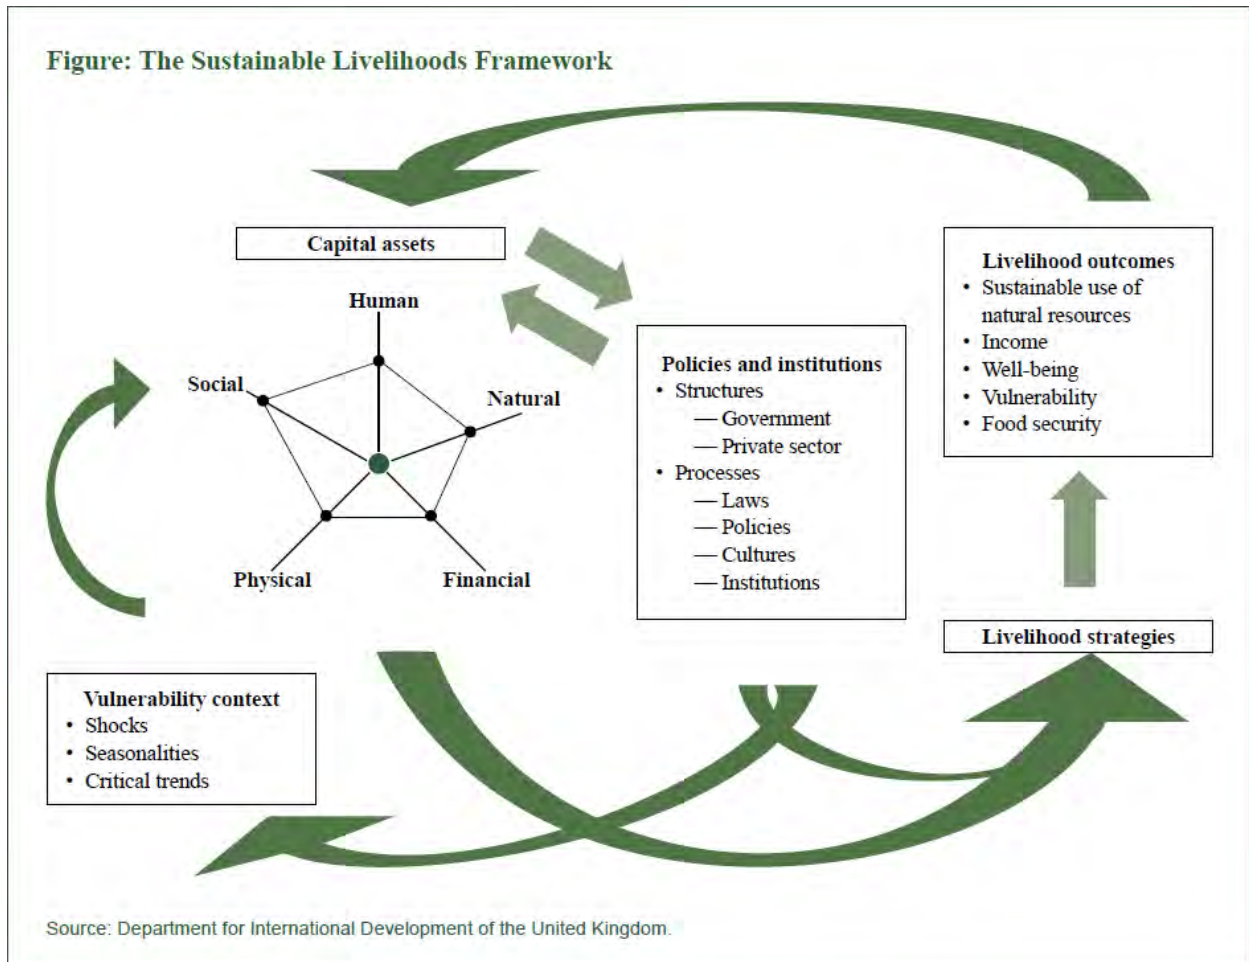 Figure: The Sustainable Livelihoods Framework
Capital assets
Human
Social
Natural
Physical
Financial
Policies and institutions
• Structures
— Government
— Private sector
• Processes
— Laws
— Policies
— Cultures
— Institutions
Livelihood outcomes
• Sustainable use of
natural resources
• Income
• Well-being
• Vulnerability
• Food security
Livelihood strategies
Vulnerability context
• Shocks
• Seasonalities
• Critical trends
Source: Department for International Development of the United Kingdom.